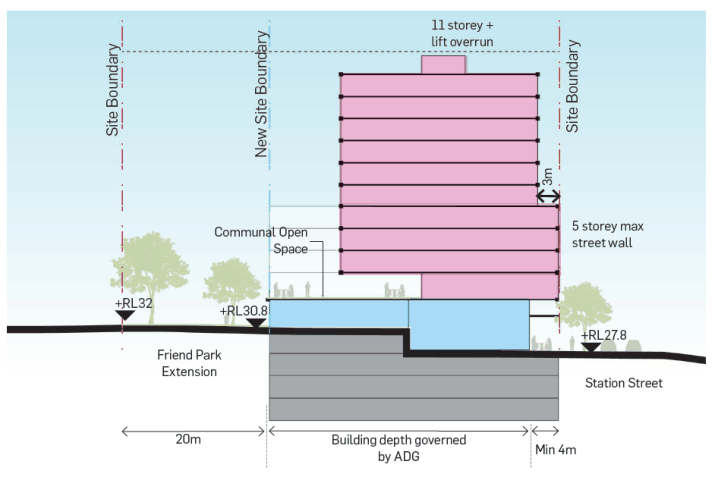 11 storey +
lift overrun
Site Boundary
New Site Boundary
Site Boundary
3m
5 storey max
street wall
Communal Open
Space
+RL32
+RL30.8
+RL27.8
Friend Park
Extension
Station Street
20m
Building depth governed
by ADG
Min 4m